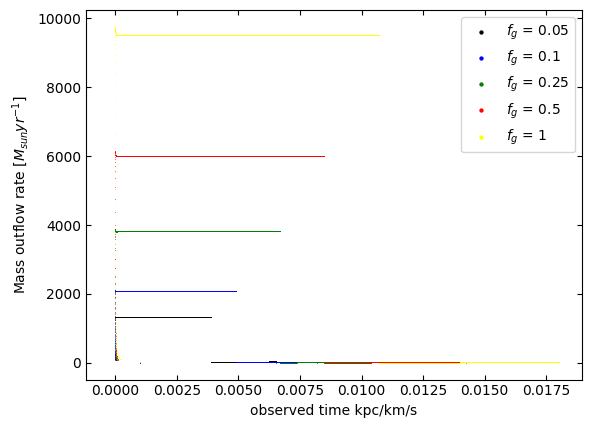 10000
8000
6000
4000
2000
0
Mass outflow rate [M_{sun}yr^{-1}]
f_g = 0.05
f_g = 0.1
f_g = 0.25
f_g = 0.5
f_g = 1
0.0000 0.0025 0.0050 0.0075 0.0100 0.0125 0.0150 0.0175
observed time kpc/km/s